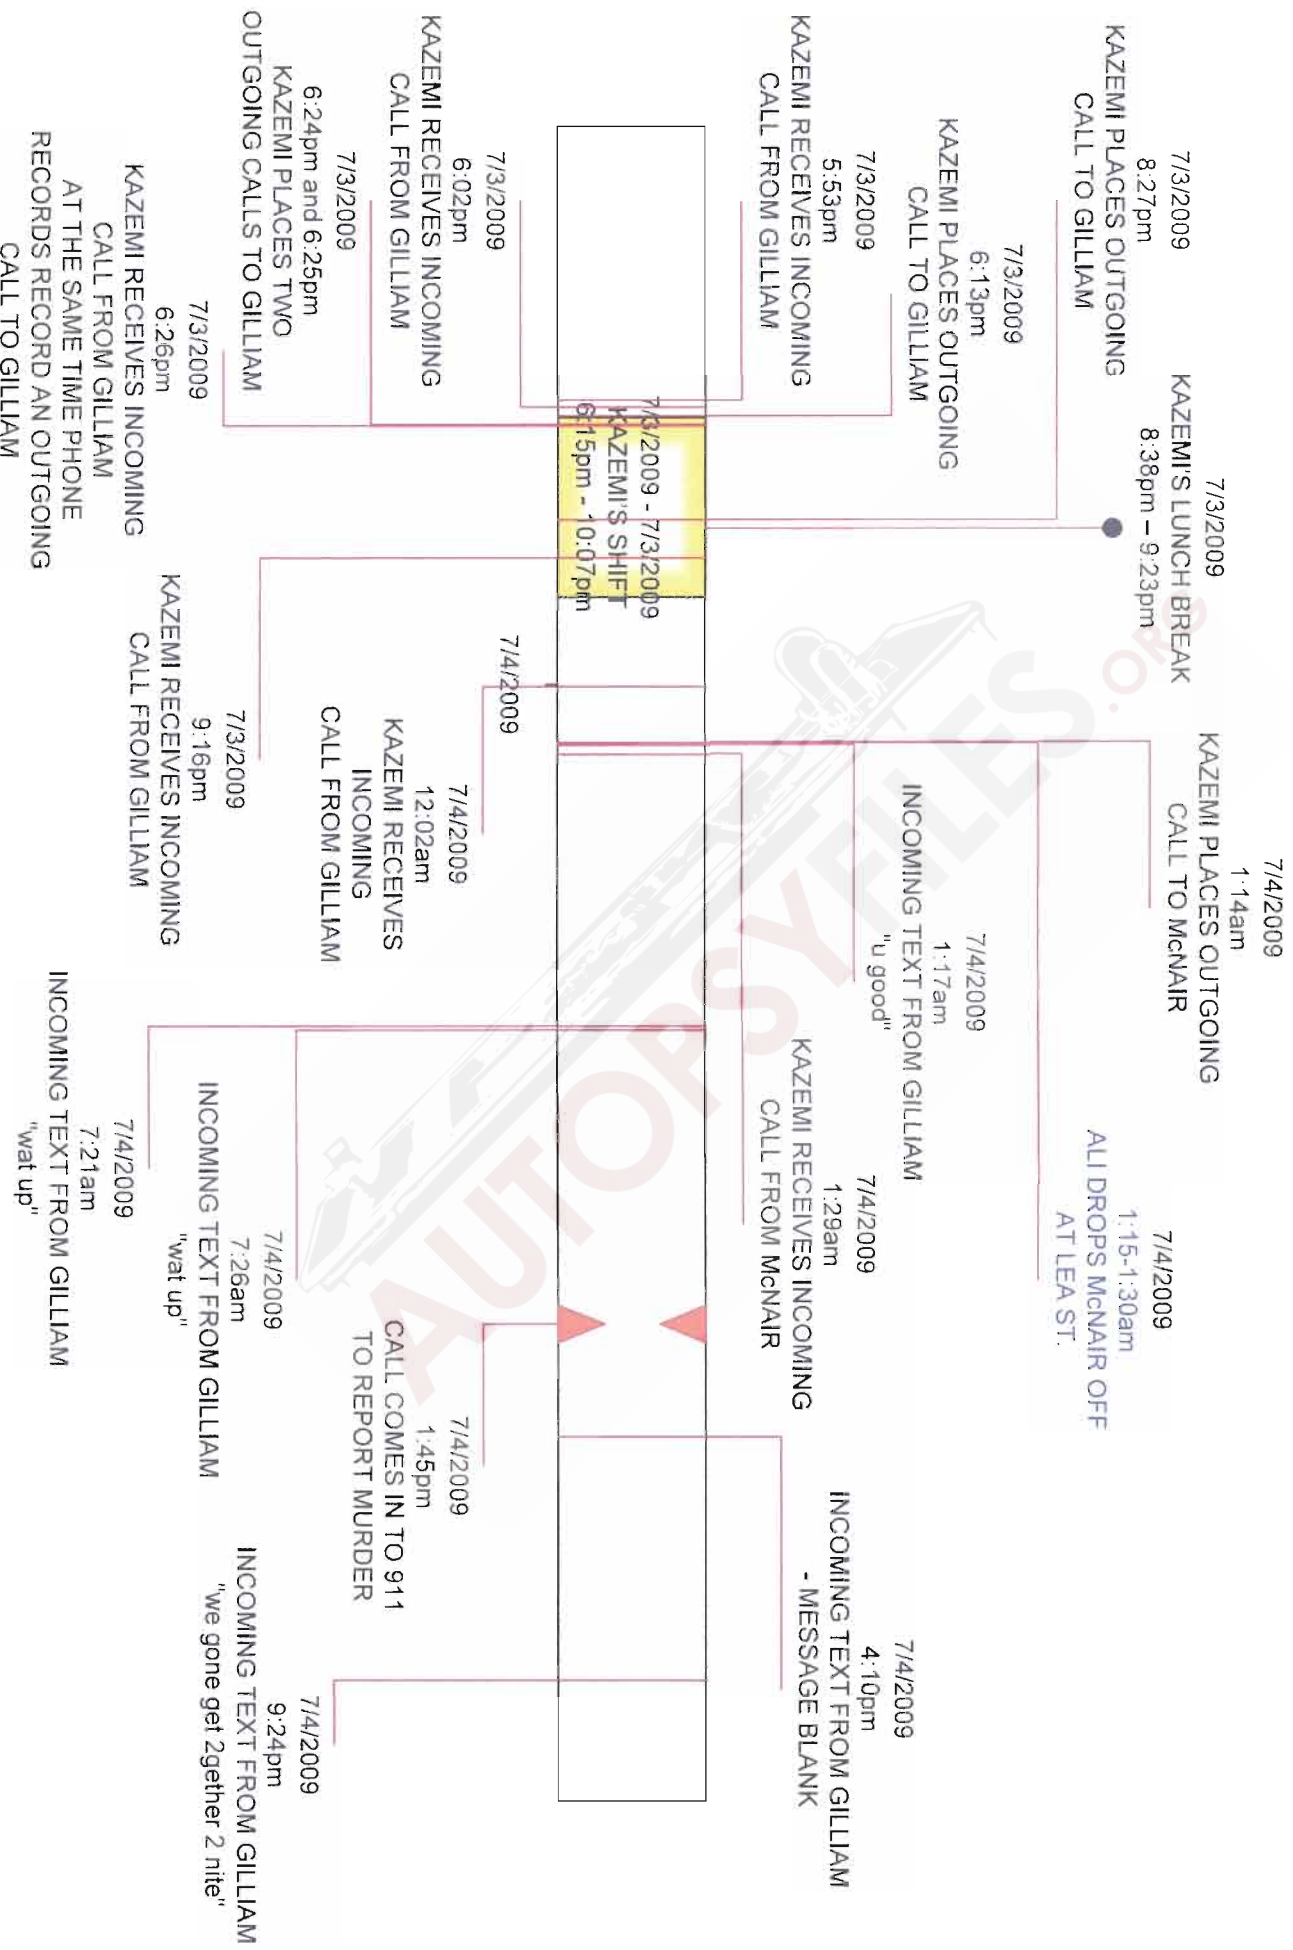 7/3/2009
8:27pm
KAZEMI PLACES OUTGOING
CALL TO GILLIAM
7/3/2009
KAZEMI'S LUNCH BREAK
8:38pm – 9:23pm
7/4/2009
1:14am
KAZEMI PLACES OUTGOING
CALL TO McNAIR
7/4/2009
1:15-1:30am
ALI DROPS McNAIR OFF
AT LEA ST.
7/3/2009
6:13pm
KAZEMI PLACES OUTGOING
CALL TO GILLIAM
7/4/2009
1:17am
INCOMING TEXT FROM GILLIAM
"u good"
7/3/2009
5:53pm
KAZEMI RECEIVES INCOMING
CALL FROM GILLIAM
7/4/2009
1:29am
KAZEMI RECEIVES INCOMING
CALL FROM McNAIR
7/4/2009
4:10pm
INCOMING TEXT FROM GILLIAM
- MESSAGE BLANK
7/3/2009 - 7/3/2009
KAZEMI'S SHIFT
6:15pm - 10:07pm
7/3/2009
6:02pm
KAZEMI RECEIVES INCOMING
CALL FROM GILLIAM
7/4/2009
7/4/2009
12:02am
KAZEMI RECEIVES
INCOMING
CALL FROM GILLIAM
7/4/2009
1:45pm
CALL COMES IN TO 911
TO REPORT MURDER
7/3/2009
6:24pm and 6:25pm
KAZEMI PLACES TWO
OUTGOING CALLS TO GILLIAM
7/4/2009
9:24pm
INCOMING TEXT FROM GILLIAM
"we gone get 2gether 2 nite"
7/3/2009
6:26pm
KAZEMI RECEIVES INCOMING
CALL FROM GILLIAM
AT THE SAME TIME PHONE
RECORDS RECORD AN OUTGOING
CALL TO GILLIAM
7/3/2009
9:16pm
KAZEMI RECEIVES INCOMING
CALL FROM GILLIAM
7/4/2009
7:26am
INCOMING TEXT FROM GILLIAM
"wat up"
7/4/2009
7:21am
INCOMING TEXT FROM GILLIAM
"wat up"
AUTOPSYFILES.ORG